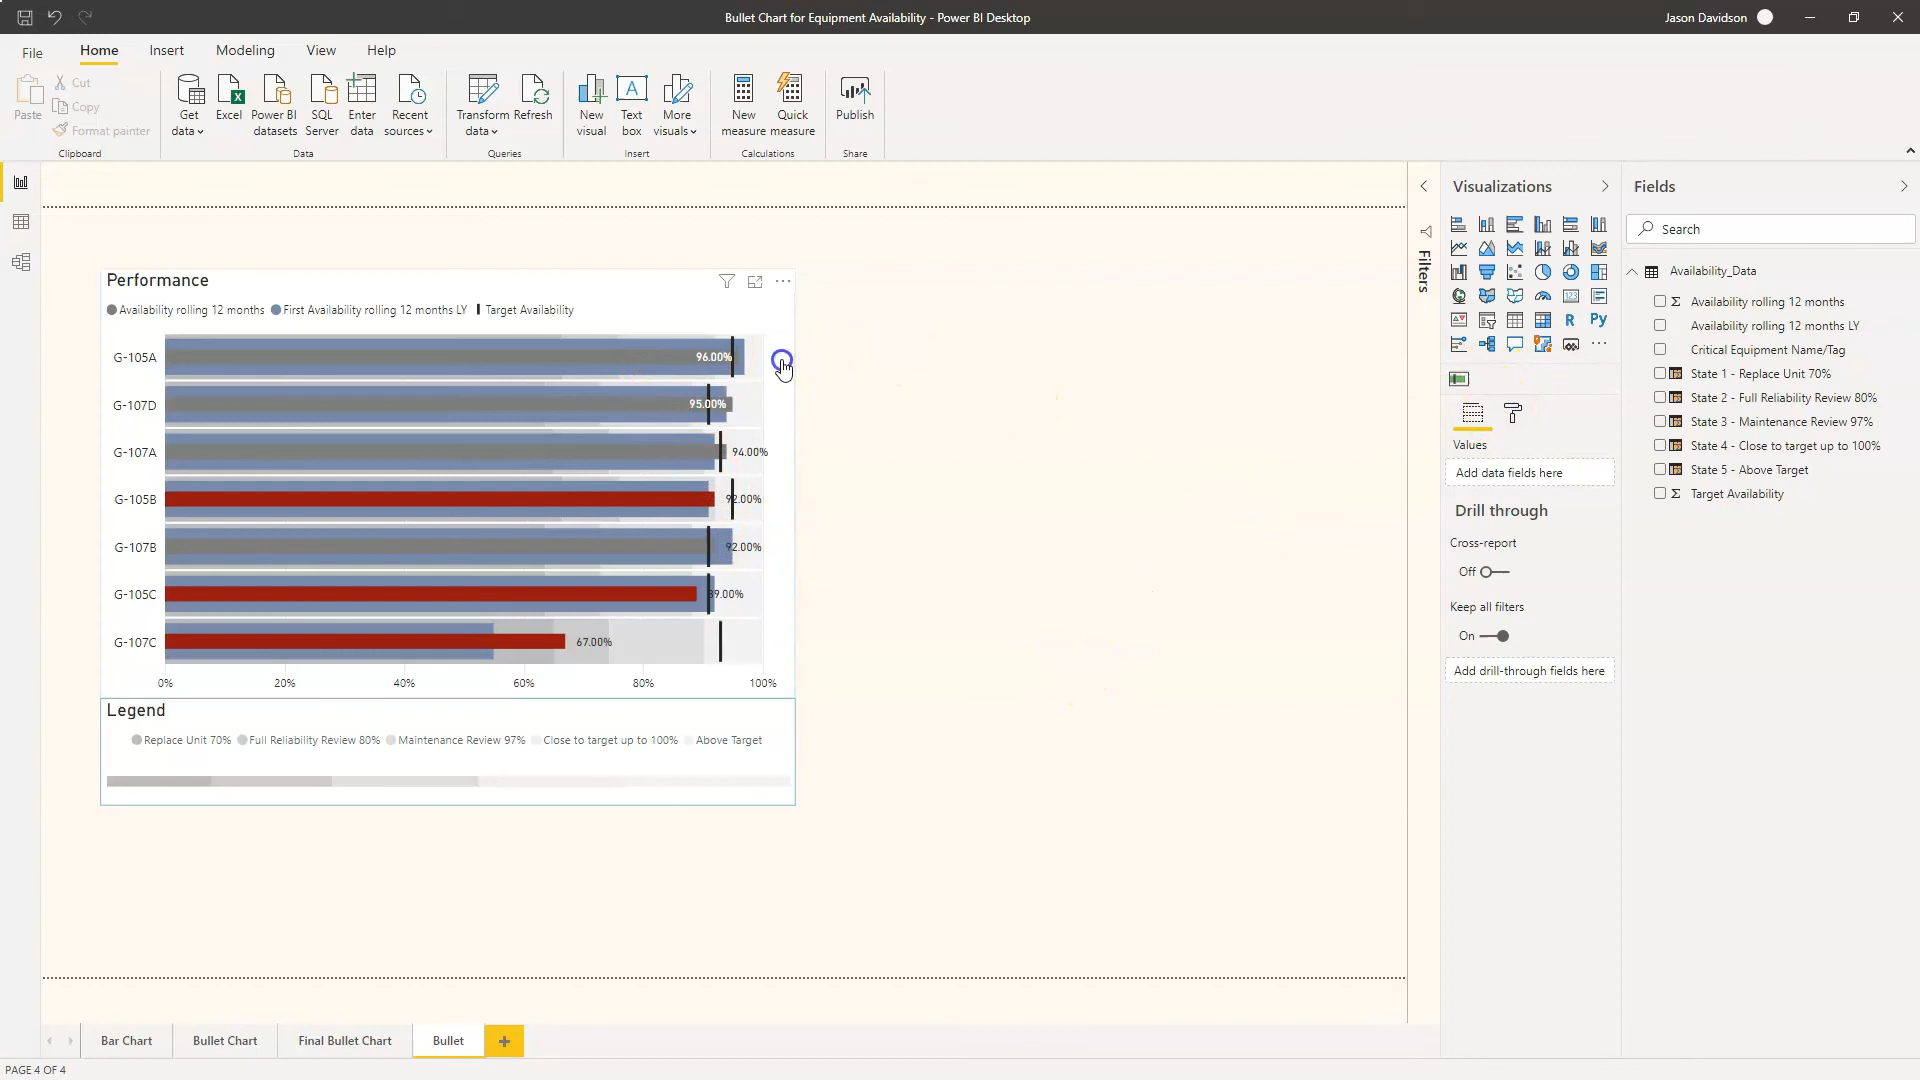 Bullet Chart for Equipment Availability - Power BI Desktop
Jason Davidson
File Home Insert Modeling View Help
Paste
Cut
Copy
Format painter
Clipboard
Get data
Excel
Power BI datasets
SQL Server
Enter data
Recent sources
Data
Transform data
Refresh
Queries
New visual
Text box
More visuals
Insert
New measure
Quick measure
Calculations
Publish
Share
Performance
Availability rolling 12 months First Availability rolling 12 months LY Target Availability
G-105A 96.00%
G-107D 95.00%
G-107A 94.00%
G-105B 92.00%
G-107B 92.00%
G-105C 89.00%
G-107C 67.00%
0% 20% 40% 60% 80% 100%
Legend
Replace Unit 70% Full Reliability Review 80% Maintenance Review 97% Close to target up to 100% Above Target
Filters
Visualizations
R Py
Values
Add data fields here
Drill through
Cross-report
Off
Keep all filters
On
Add drill-through fields here
Fields
Search
Availability_Data
Availability rolling 12 months
Availability rolling 12 months LY
Critical Equipment Name/Tag
State 1 - Replace Unit 70%
State 2 - Full Reliability Review 80%
State 3 - Maintenance Review 97%
State 4 - Close to target up to 100%
State 5 - Above Target
Target Availability
Bar Chart Bullet Chart Final Bullet Chart Bullet +
PAGE 4 OF 4